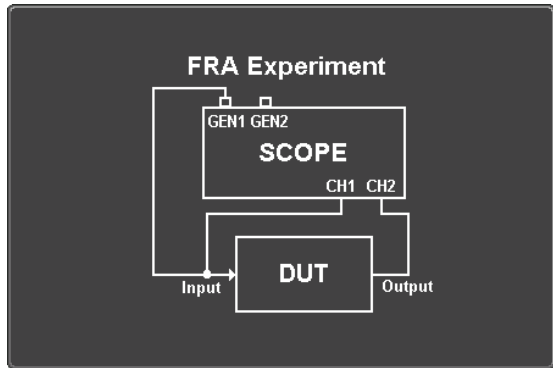 FRA Experiment
GEN1 GEN2
SCOPE
CH1 CH2
DUT
Input
Output